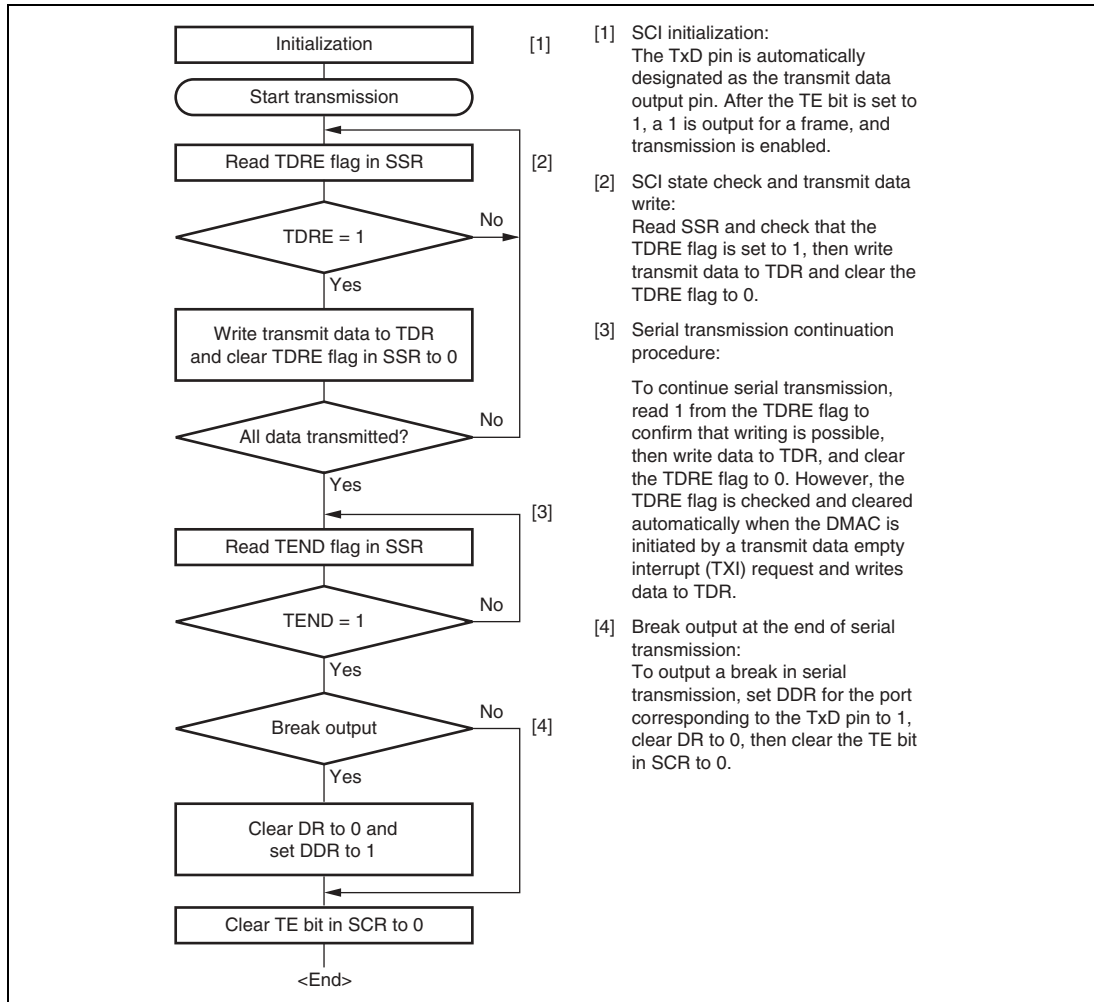 Initialization
[1]
Start transmission
Read TDRE flag in SSR
[2]
TDRE = 1
No
Yes
Write transmit data to TDR
and clear TDRE flag in SSR to 0
All data transmitted?
No
Yes
[3]
Read TEND flag in SSR
TEND = 1
No
Yes
Break output
No
[4]
Yes
Clear DR to 0 and
set DDR to 1
Clear TE bit in SCR to 0
<End>
[1] SCI initialization:
The TxD pin is automatically
designated as the transmit data
output pin. After the TE bit is set to
1, a 1 is output for a frame, and
transmission is enabled.
[2] SCI state check and transmit data
write:
Read SSR and check that the
TDRE flag is set to 1, then write
transmit data to TDR and clear the
TDRE flag to 0.
[3] Serial transmission continuation
procedure:
To continue serial transmission,
read 1 from the TDRE flag to
confirm that writing is possible,
then write data to TDR, and clear
the TDRE flag to 0. However, the
TDRE flag is checked and cleared
automatically when the DMAC is
initiated by a transmit data empty
interrupt (TXI) request and writes
data to TDR.
[4] Break output at the end of serial
transmission:
To output a break in serial
transmission, set DDR for the port
corresponding to the TxD pin to 1,
clear DR to 0, then clear the TE bit
in SCR to 0.